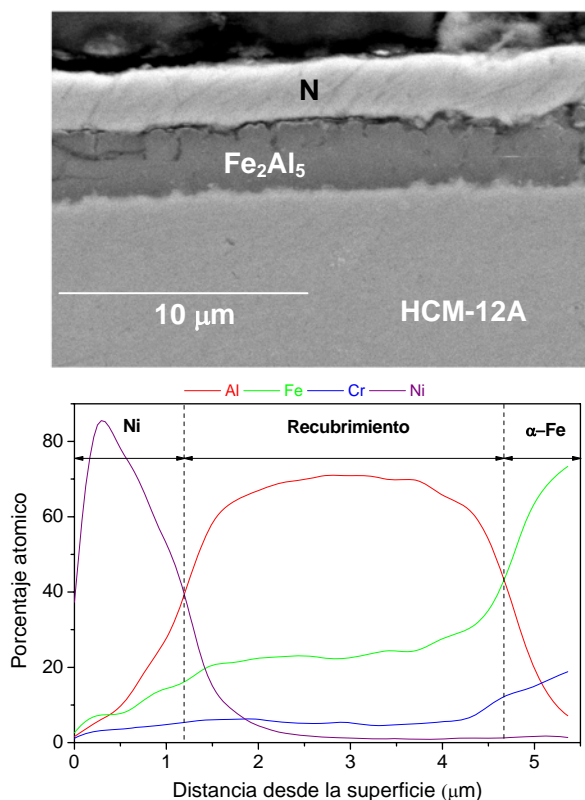 N
Fe₂Al₅
10 μm
HCM-12A
Al Fe Cr Ni
Ni Recubrimiento α–Fe
Porcentaje atomico
80
60
40
20
0
0 1 2 3 4 5
Distancia desde la superficie (μm)